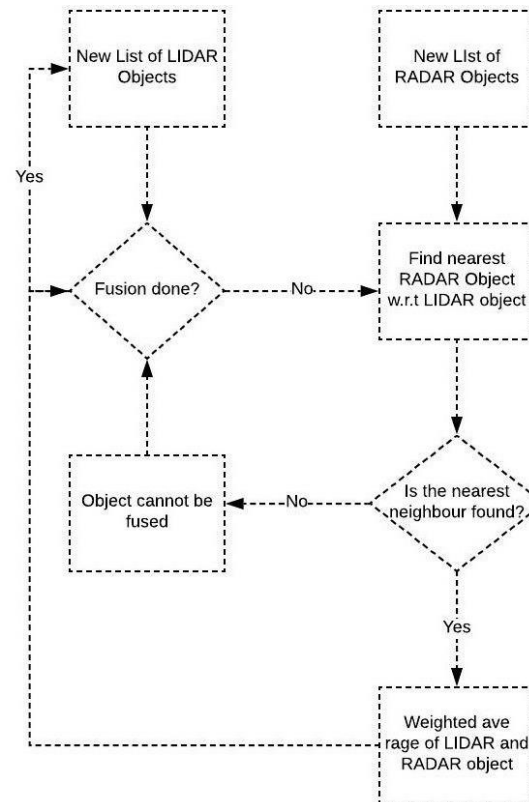 New List of LIDAR
Objects
New LIst of
RADAR Objects
Yes
Fusion done?
No
Find nearest
RADAR Object
w.r.t LIDAR object
Object cannot be
fused
No
Is the nearest
neighbour found?
Yes
Weighted ave
rage of LIDAR and
RADAR object